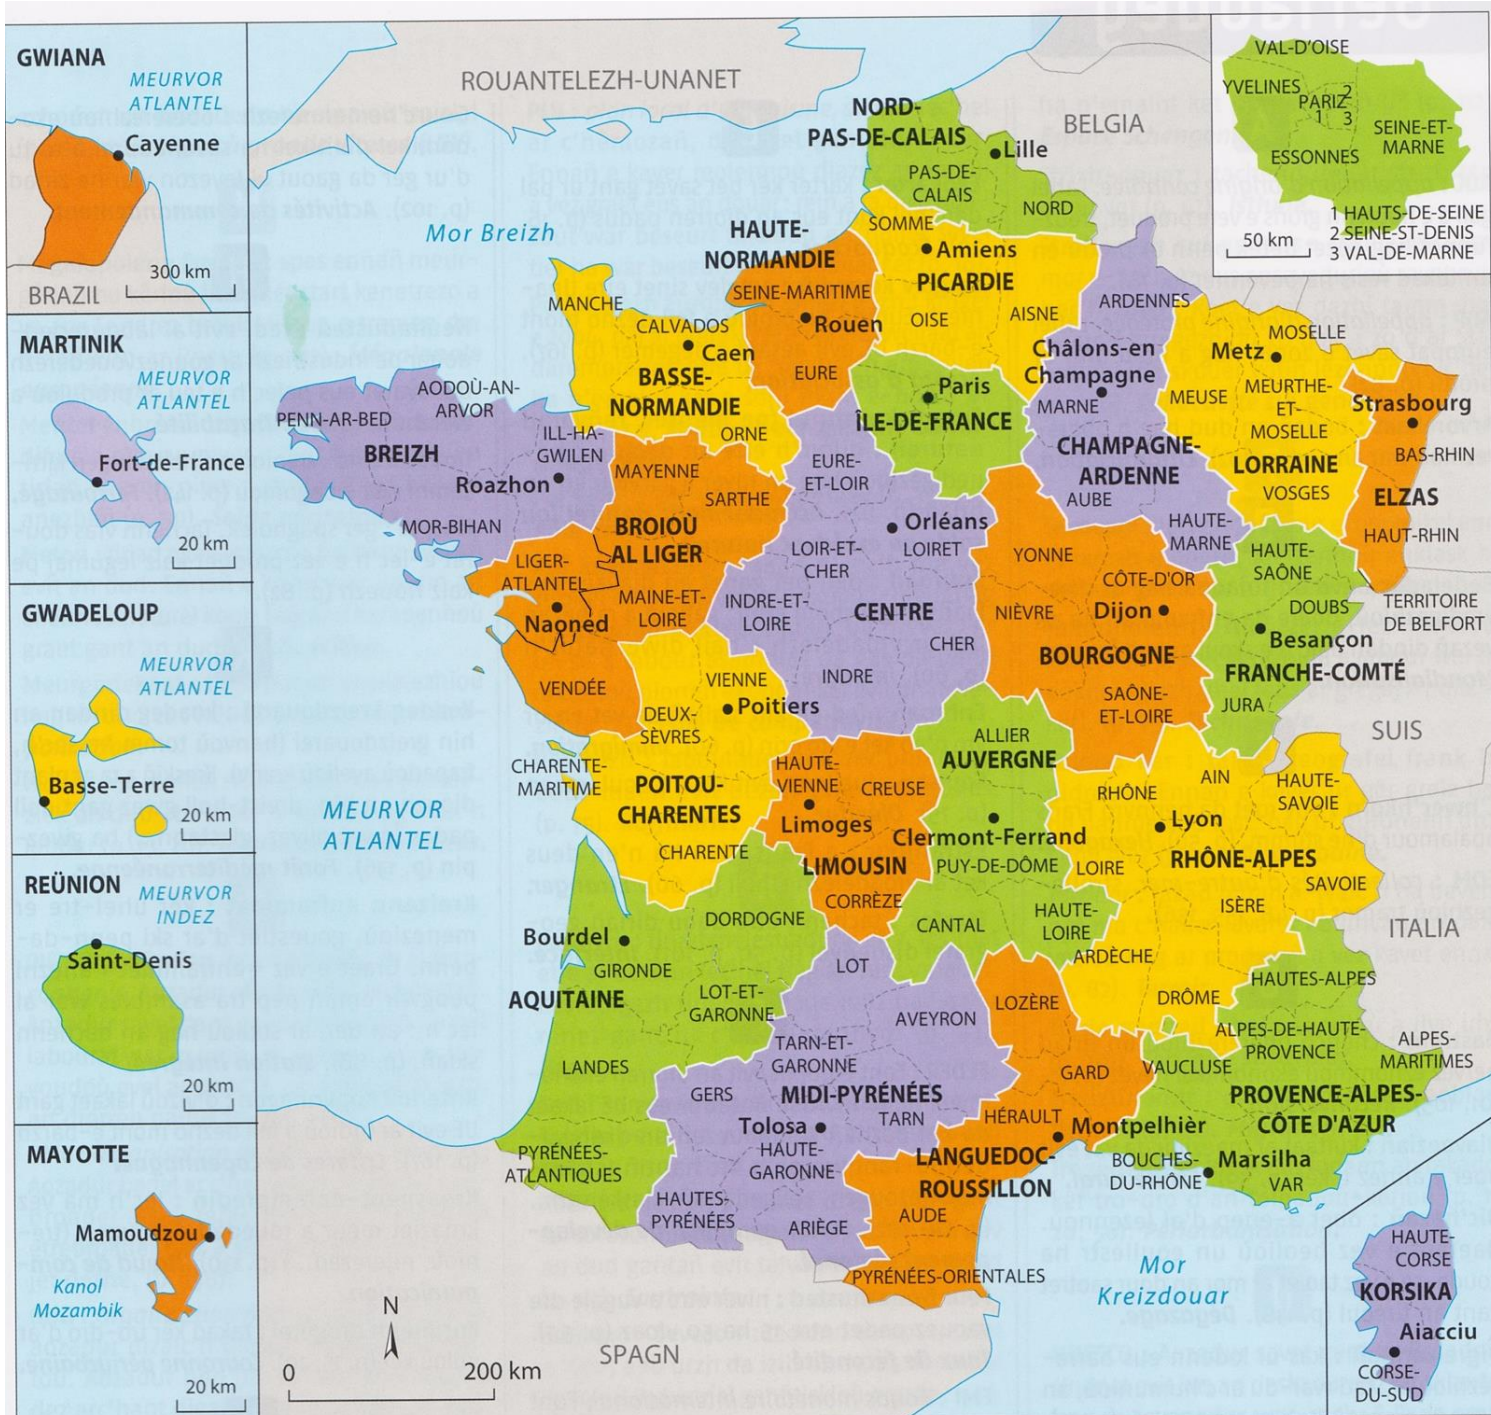 GWIANA
MEURVOR
ATLANTEL
Cayenne
300 km
BRAZIL
MARTINIK
MEURVOR
ATLANTEL
Fort-de-France
20 km
GWADELOUP
MEURVOR
ATLANTEL
Basse-Terre
20 km
REÜNION
MEURVOR
INDEZ
Saint-Denis
20 km
MAYOTTE
Mamoudzou
Kanol
Mozambik
20 km
ROUANTELEZH-UNANET
BELGIA
Mor Breizh
NORD-
PAS-DE-CALAIS
Lille
PAS-DE-
CALAIS
NORD
SOMME
Amiens
PICARDIE
OISE
AISNE
HAUTE-
NORMANDIE
SEINE-MARITIME
Rouen
EURE
MANCHE
CALVADOS
Caen
BASSE-
NORMANDIE
ORNE
Paris
ÎLE-DE-FRANCE
ARDENNES
Châlons-en
Champagne
MARNE
CHAMPAGNE-
ARDENNE
AUBE
HAUTE-
MARNE
MOSELLE
Metz
MEUSE
MEURTHE-
ET-
MOSELLE
LORRAINE
VOSGES
Strasbourg
BAS-RHIN
ELZAS
HAUT-RHIN
PENN-AR-BED
AODOÙ-AN-
ARVOR
BREIZH
ILL-HA-
GWILEN
Roazhon
MOR-BIHAN
MAYENNE
SARTHE
BROIOÙ
AL LIGER
LIGER-
ATLANTEL
Naoned
MAINE-ET-
LOIRE
VENDÉE
EURE-
ET-LOIR
Orléans
LOIRET
LOIR-ET-
CHER
INDRE-ET-
LOIRE
CENTRE
CHER
INDRE
YONNE
CÔTE-D'OR
NIÈVRE
Dijon
BOURGOGNE
SAÔNE-
ET-LOIRE
HAUTE-
SAÔNE
DOUBS
Besançon
FRANCHE-COMTÉ
JURA
TERRITOIRE
DE BELFORT
SUIS
VIENNE
Poitiers
DEUX-
SÈVRES
CHARENTE-
MARITIME
POITOU-
CHARENTES
CHARENTE
MEURVOR
ATLANTEL
HAUTE-
VIENNE
CREUSE
Limoges
LIMOUSIN
CORRÈZE
ALLIER
AUVERGNE
Clermont-Ferrand
PUY-DE-DÔME
CANTAL
HAUTE-
LOIRE
AIN
RHÔNE
HAUTE-
SAVOIE
Lyon
RHÔNE-ALPES
LOIRE
SAVOIE
ISÈRE
ARDÈCHE
DRÔME
ITALIA
DORDOGNE
Bourdel
GIRONDE
AQUITAINE
LOT-ET-
GARONNE
LANDES
PYRÉNÉES-
ATLANTIQUES
LOT
AVEYRON
TARN-ET-
GARONNE
GERS
MIDI-PYRÉNÉES
TARN
Tolosa
HAUTE-
GARONNE
HAUTES-
PYRÉNÉES
ARIÈGE
LOZÈRE
GARD
HÉRAULT
Montpelhièr
LANGUEDOC-
ROUSSILLON
AUDE
PYRÉNÉES-ORIENTALES
HAUTES-ALPES
ALPES-DE-HAUTE-
PROVENCE
ALPES-
MARITIMES
VAUCLUSE
PROVENCE-ALPES-
CÔTE D'AZUR
BOUCHES-
DU-RHÔNE
Marsilha
VAR
Mor
Kreizdouar
SPAGN
N
0
200 km
VAL-D'OISE
YVELINES
PARIZ
2
1
3
SEINE-ET-
MARNE
ESSONNES
1 HAUTS-DE-SEINE
2 SEINE-ST-DENIS
3 VAL-DE-MARNE
50 km
HAUTE-
CORSE
KORSIKA
Aiacciu
CORSE-
DU-SUD